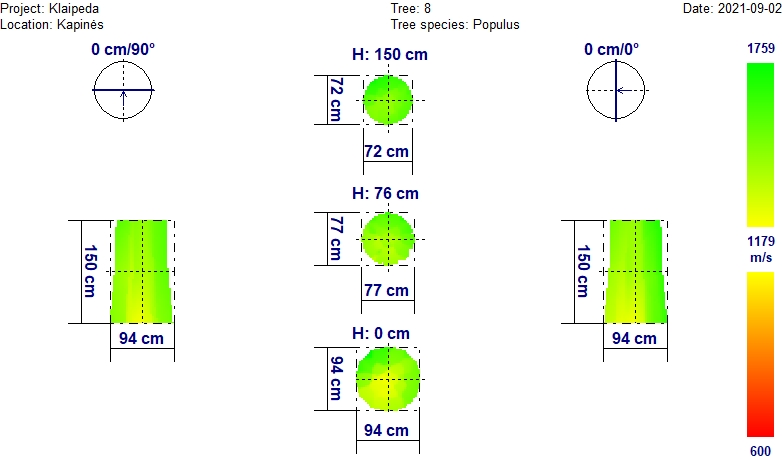 Project: Klaipeda Tree: 8 Date: 2021-09-02
Location: Kapinės Tree species: Populus
0 cm/90° H: 150 cm 0 cm/0° 1759
72 cm
72 cm
H: 76 cm
77 cm
77 cm
1179
m/s
150 cm
150 cm
94 cm
94 cm
H: 0 cm
94 cm
94 cm
600